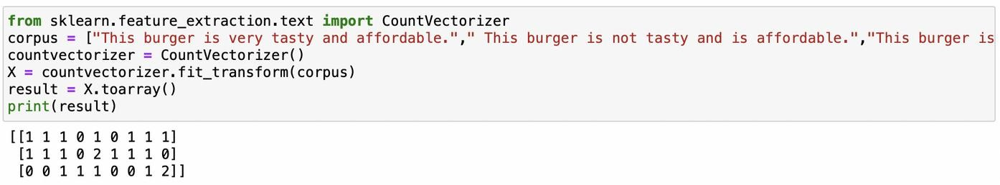 from sklearn.feature_extraction.text import CountVectorizer
corpus = ["This burger is very tasty and affordable."," This burger is not tasty and is affordable.","This burger is
countvectorizer = CountVectorizer()
X = countvectorizer.fit_transform(corpus)
result = X.toarray()
print(result)
[[1 1 1 0 1 0 1 1 1]
 [1 1 1 0 2 1 1 1 0]
 [0 0 1 1 1 0 0 1 2]]